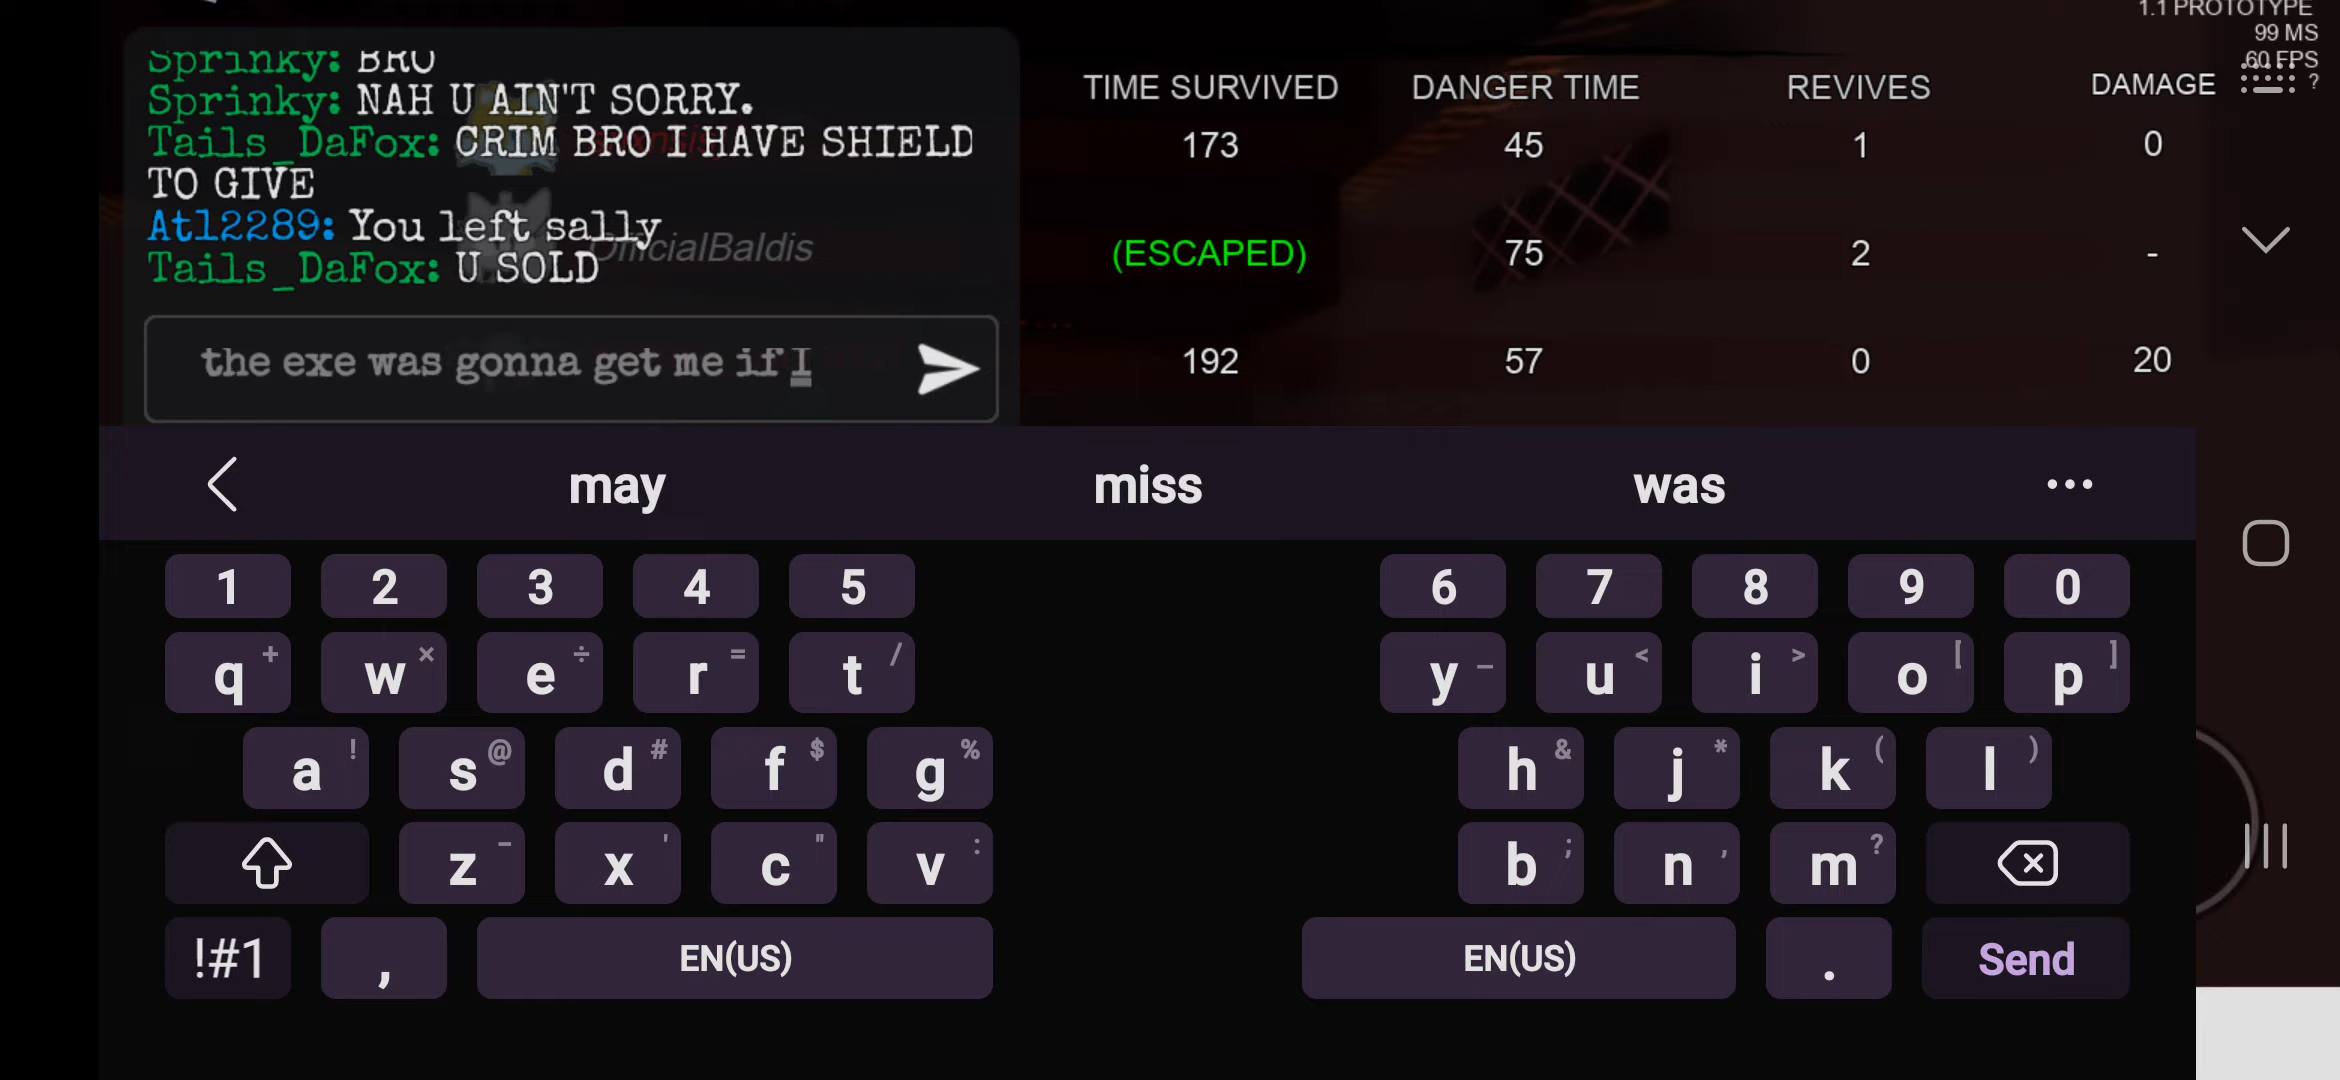 1.1 PROTOTYPE
99 MS
60 FPS
?
Sprinky: BRO
Sprinky: NAH U AIN'T SORRY.
Tails_DaFox: CRIM BRO I HAVE SHIELD
TO GIVE
Atl2289: You left sally
Tails_DaFox: U SOLD
OfficialBaldis
the exe was gonna get me if I
TIME SURVIVED DANGER TIME REVIVES DAMAGE
173 45 1 0
(ESCAPED) 75 2 -
192 57 0 20
may miss was ...
1 2 3 4 5 6 7 8 9 0
q + w × e ÷ r = t / y – u < i > o [ p ]
a ! s @ d # f $ g % h & j * k ( l )
z - x ' c " v : b ; n , m ?
!#1 , EN(US) EN(US) . Send